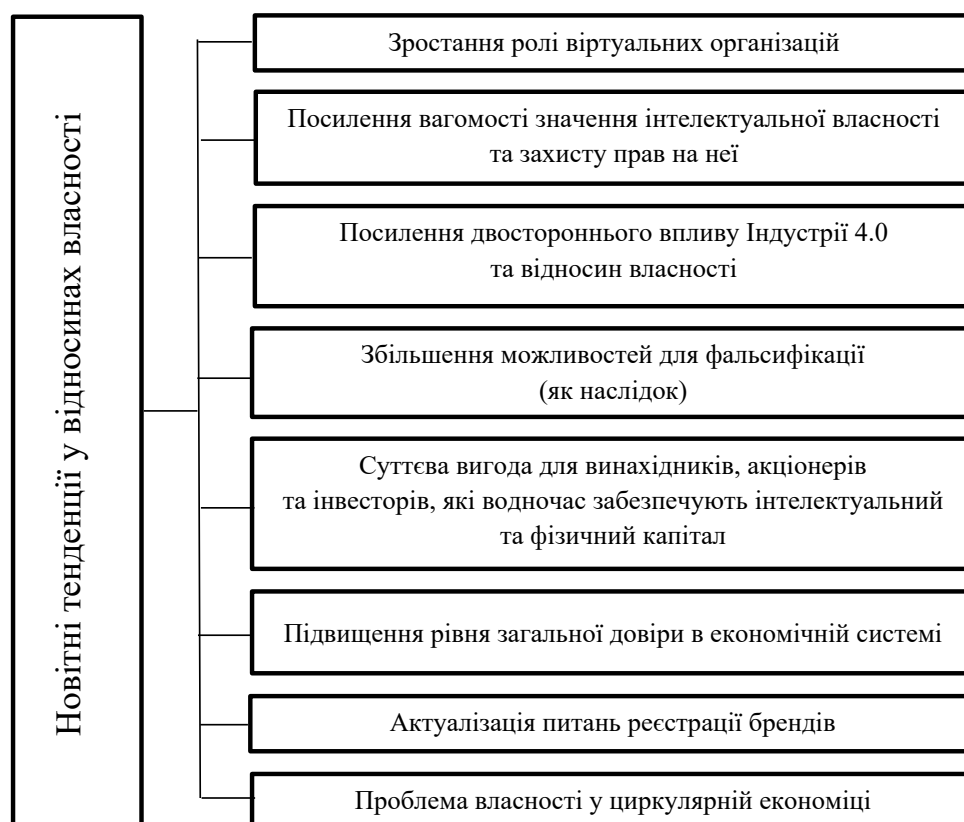 Новітні тенденції у відносинах власності
Зростання ролі віртуальних організацій
Посилення вагомості значення інтелектуальної власності
та захисту прав на неї
Посилення двостороннього впливу Індустрії 4.0
та відносин власності
Збільшення можливостей для фальсифікації
(як наслідок)
Суттєва вигода для винахідників, акціонерів
та інвесторів, які водночас забезпечують інтелектуальний
та фізичний капітал
Підвищення рівня загальної довіри в економічній системі
Актуалізація питань реєстрації брендів
Проблема власності у циркулярній економіці